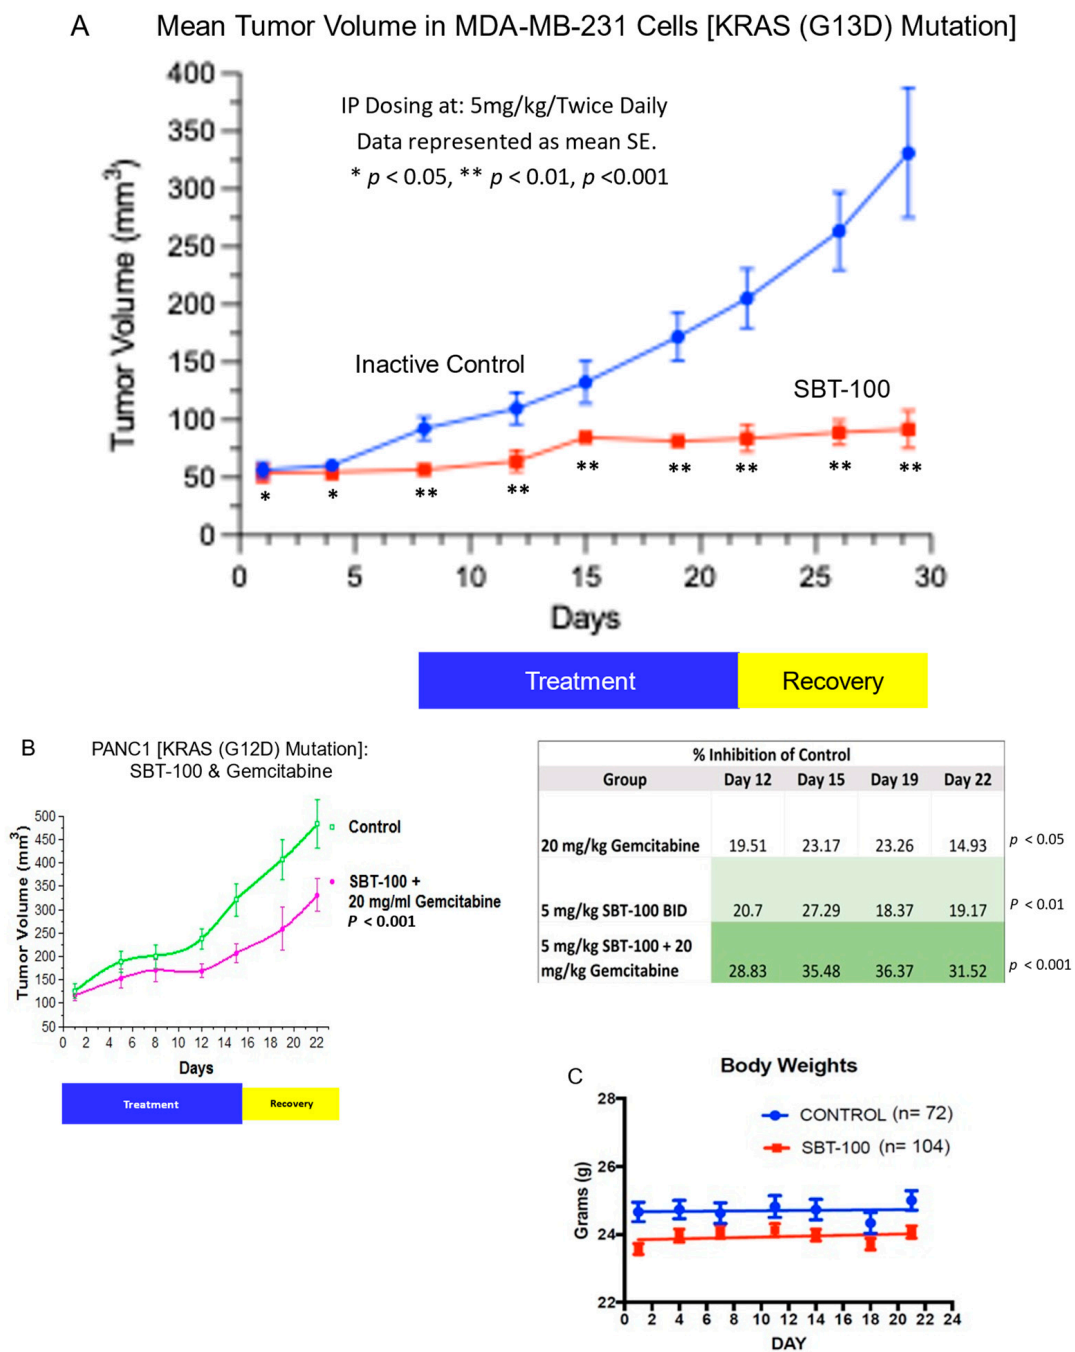 A Mean Tumor Volume in MDA-MB-231 Cells [KRAS (G13D) Mutation]
IP Dosing at: 5mg/kg/Twice Daily
Data represented as mean SE.
* p < 0.05, ** p < 0.01, p <0.001
Tumor Volume (mm³)
400
350
300
250
200
150
100
50
0
Inactive Control
SBT-100
* * ** ** ** ** ** ** **
0 5 10 15 20 25 30
Days
Treatment Recovery
B PANC1 [KRAS (G12D) Mutation]:
SBT-100 & Gemcitabine
Tumor Volume (mm³)
500
450
400
350
300
250
200
150
100
50
Control
SBT-100 +
20 mg/ml Gemcitabine
P < 0.001
0 2 4 6 8 10 12 14 16 18 20 22
Days
Treatment Recovery
% Inhibition of Control
Group Day 12 Day 15 Day 19 Day 22
20 mg/kg Gemcitabine 19.51 23.17 23.26 14.93 p < 0.05
5 mg/kg SBT-100 BID 20.7 27.29 18.37 19.17 P < 0.01
5 mg/kg SBT-100 + 20
mg/kg Gemcitabine 28.83 35.48 36.37 31.52 p < 0.001
C Body Weights
Grams (g)
28
26
24
22
CONTROL (n= 72)
SBT-100 (n= 104)
0 2 4 6 8 10 12 14 16 18 20 22 24
DAY